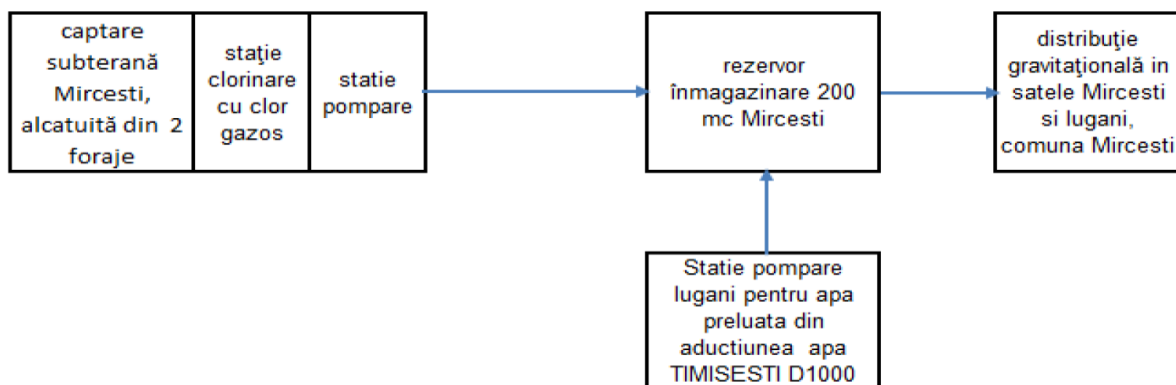 captare
subterană
Mircesti,
alcatuită din 2
foraje
staţie
clorinare
cu clor
gazos
statie
pompare
rezervor
înmagazinare 200
mc Mircesti
distribuţie
gravitaţională in
satele Mircesti
si Iugani,
comuna Mircesti
Statie pompare
Iugani pentru apa
preluata din
aductiunea apa
TIMISESTI D1000